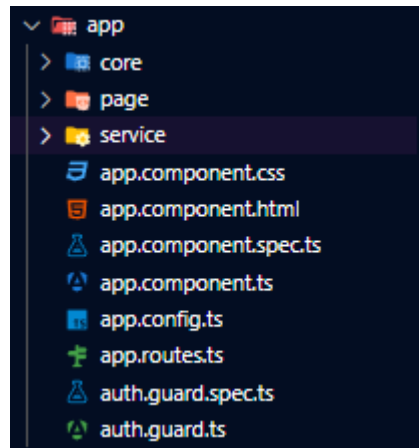 app
core
page
service
app.component.css
app.component.html
app.component.spec.ts
app.component.ts
app.config.ts
app.routes.ts
auth.guard.spec.ts
auth.guard.ts